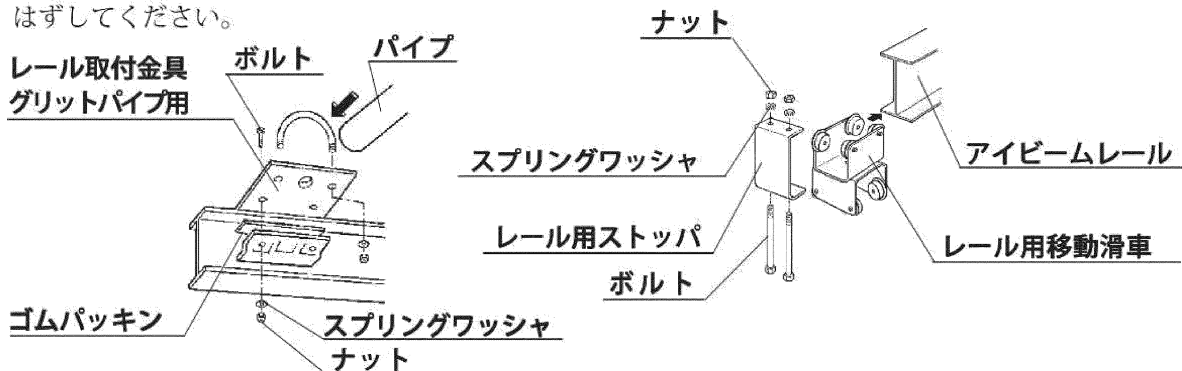 はずしてください。
レール取付金具
グリットパイプ用
ボルト
パイプ
ゴムパッキン
スプリングワッシャ
ナット
ナット
スプリングワッシャ
レール用ストッパ
ボルト
アイビームレール
レール用移動滑車